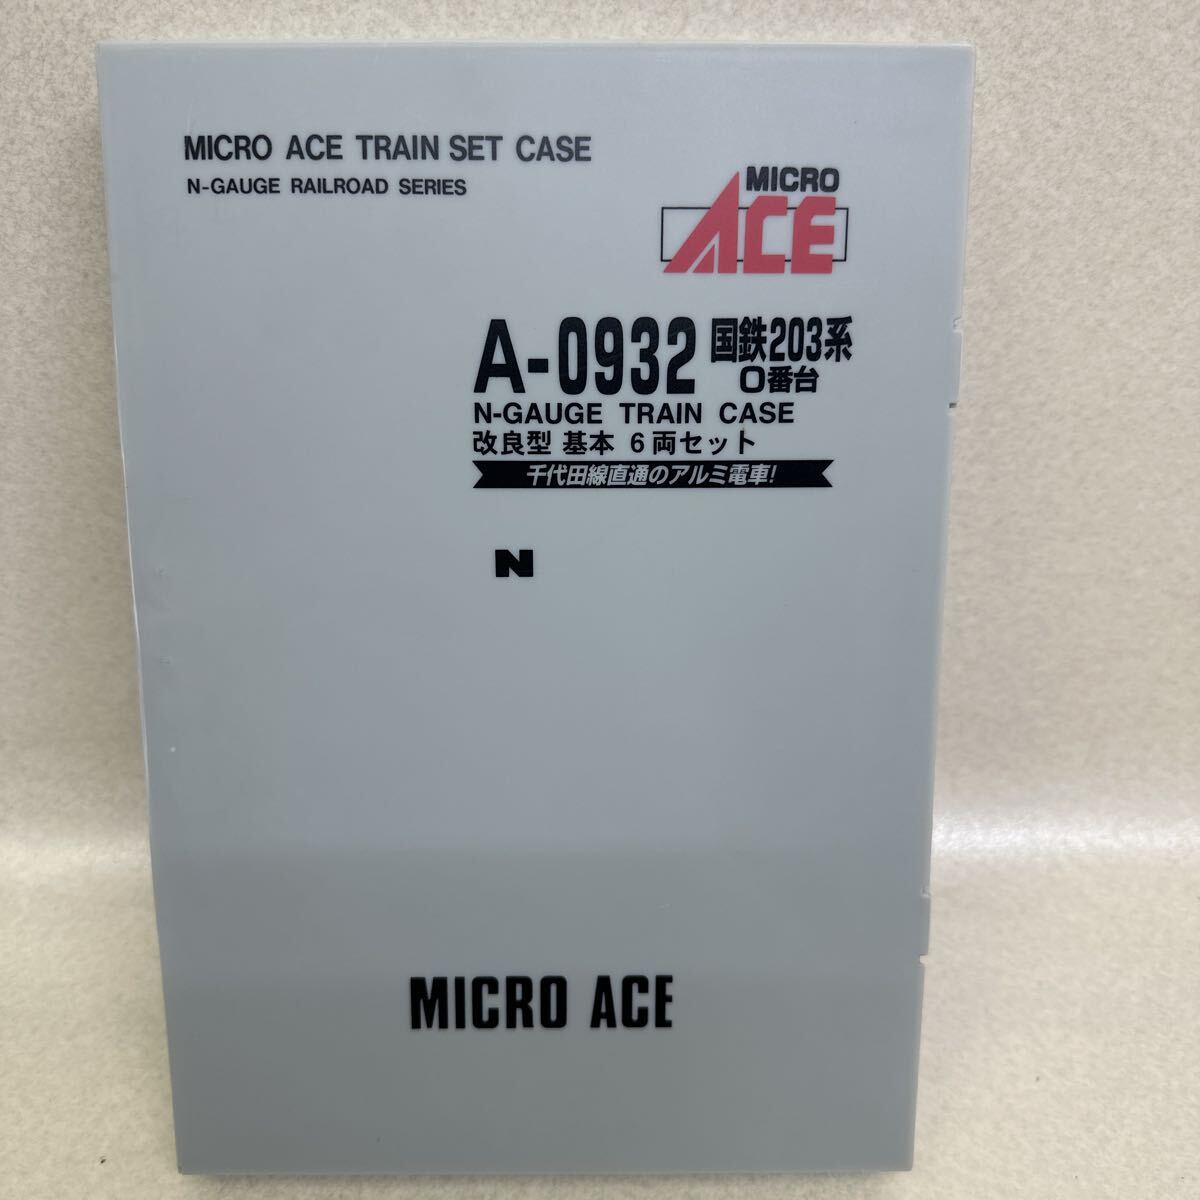 MICRO ACE TRAIN SET CASE
N-GAUGE RAILROAD SERIES
MICRO
ACE
A-0932 国鉄203系
0番台
N-GAUGE TRAIN CASE
改良型 基本 6両セット
千代田線直通のアルミ電車!
N
MICRO ACE